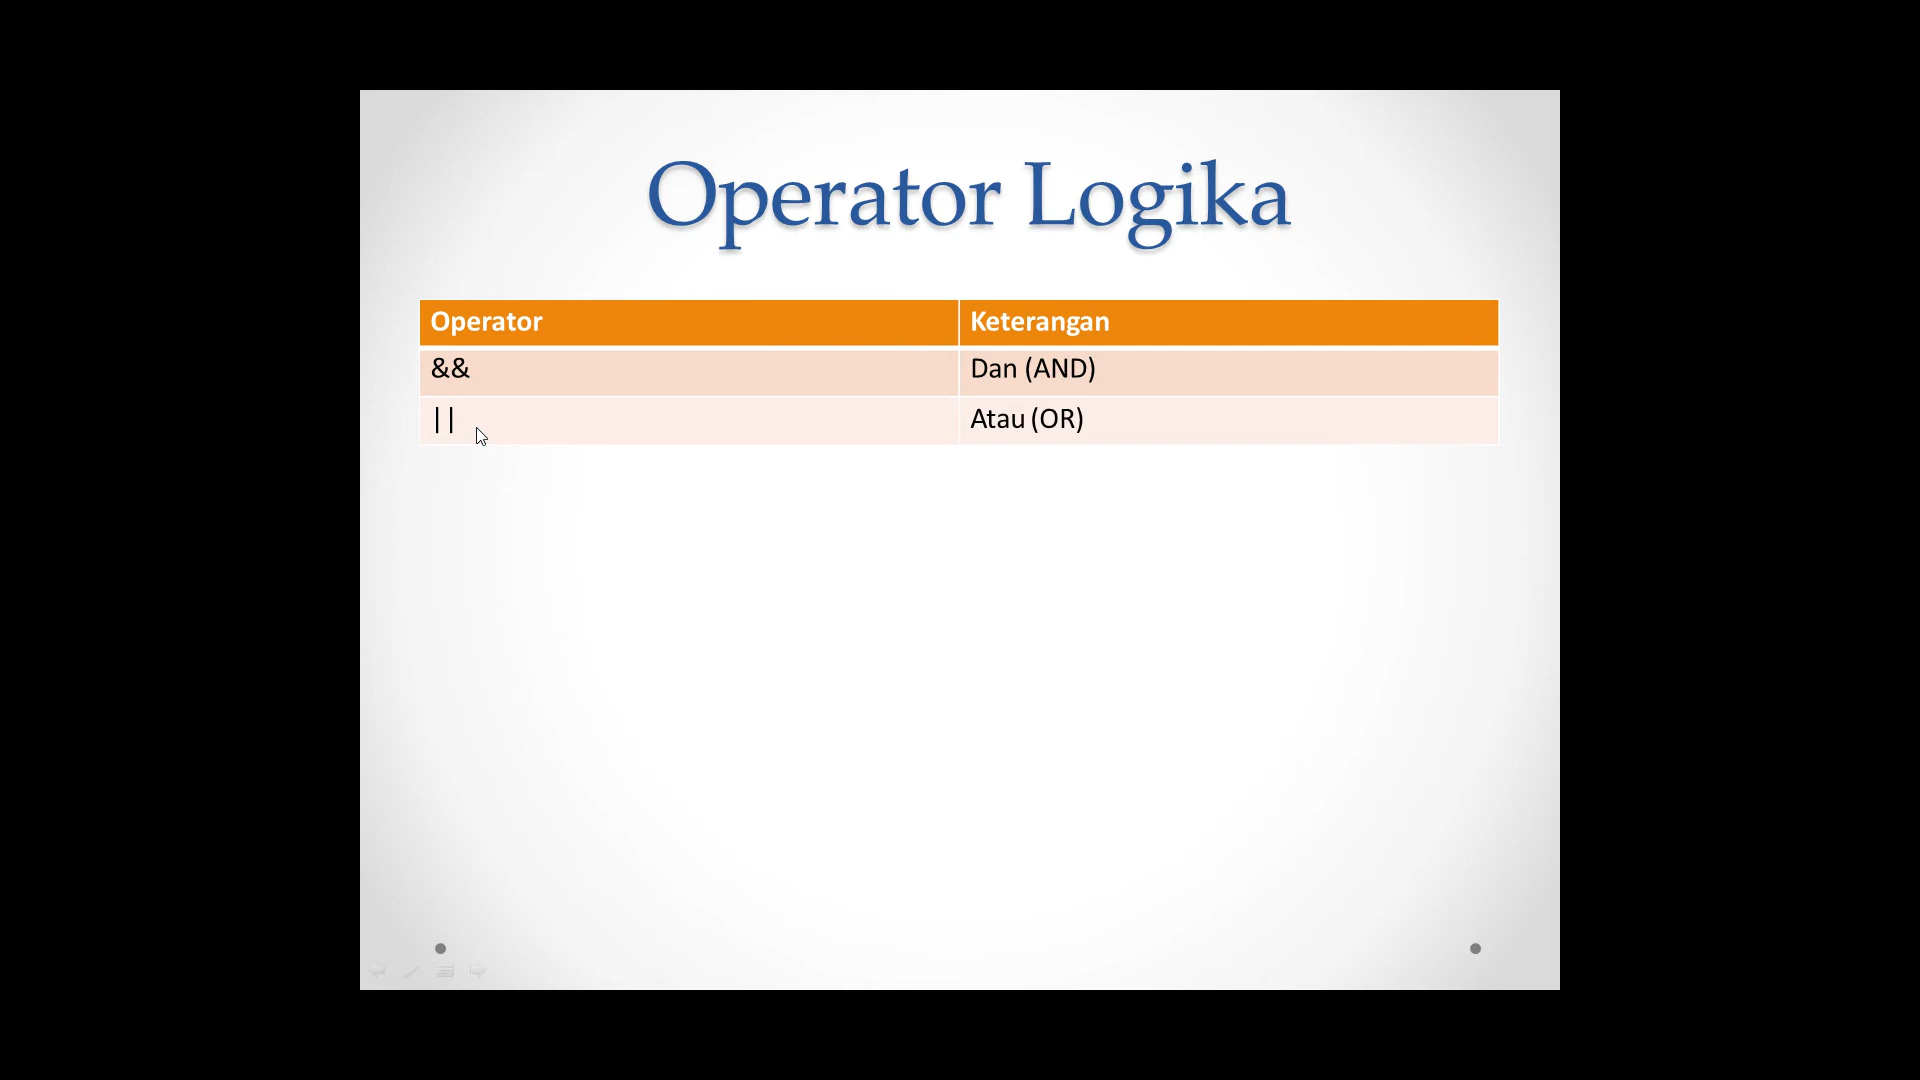 Operator Logika
Operator Keterangan
&& Dan (AND)
|| Atau (OR)